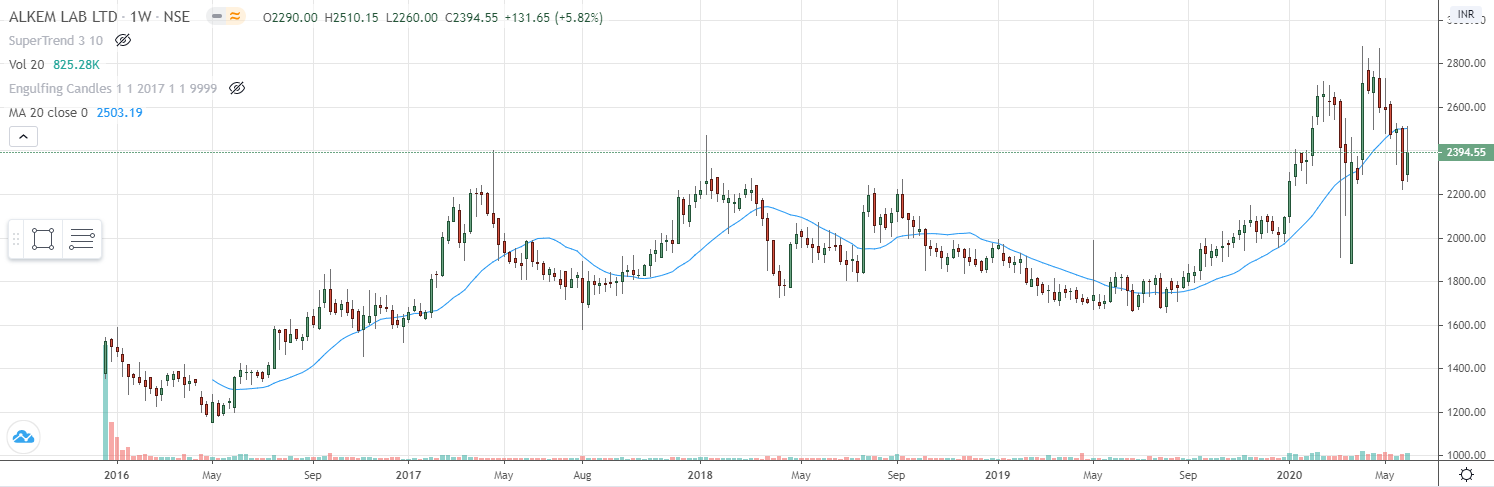 ALKEM LAB LTD · 1W · NSE O2290.00 H2510.15 L2260.00 C2394.55 +131.65 (+5.82%)
INR
SuperTrend 3 10
Vol 20 825.28K
Engulfing Candles 1 1 2017 1 1 9999
MA 20 close 0 2503.19
2800.00
2600.00
2394.55
2200.00
2000.00
1800.00
1600.00
1400.00
1200.00
1000.00
2016 May Sep 2017 May Aug 2018 May Sep 2019 May Sep 2020 May